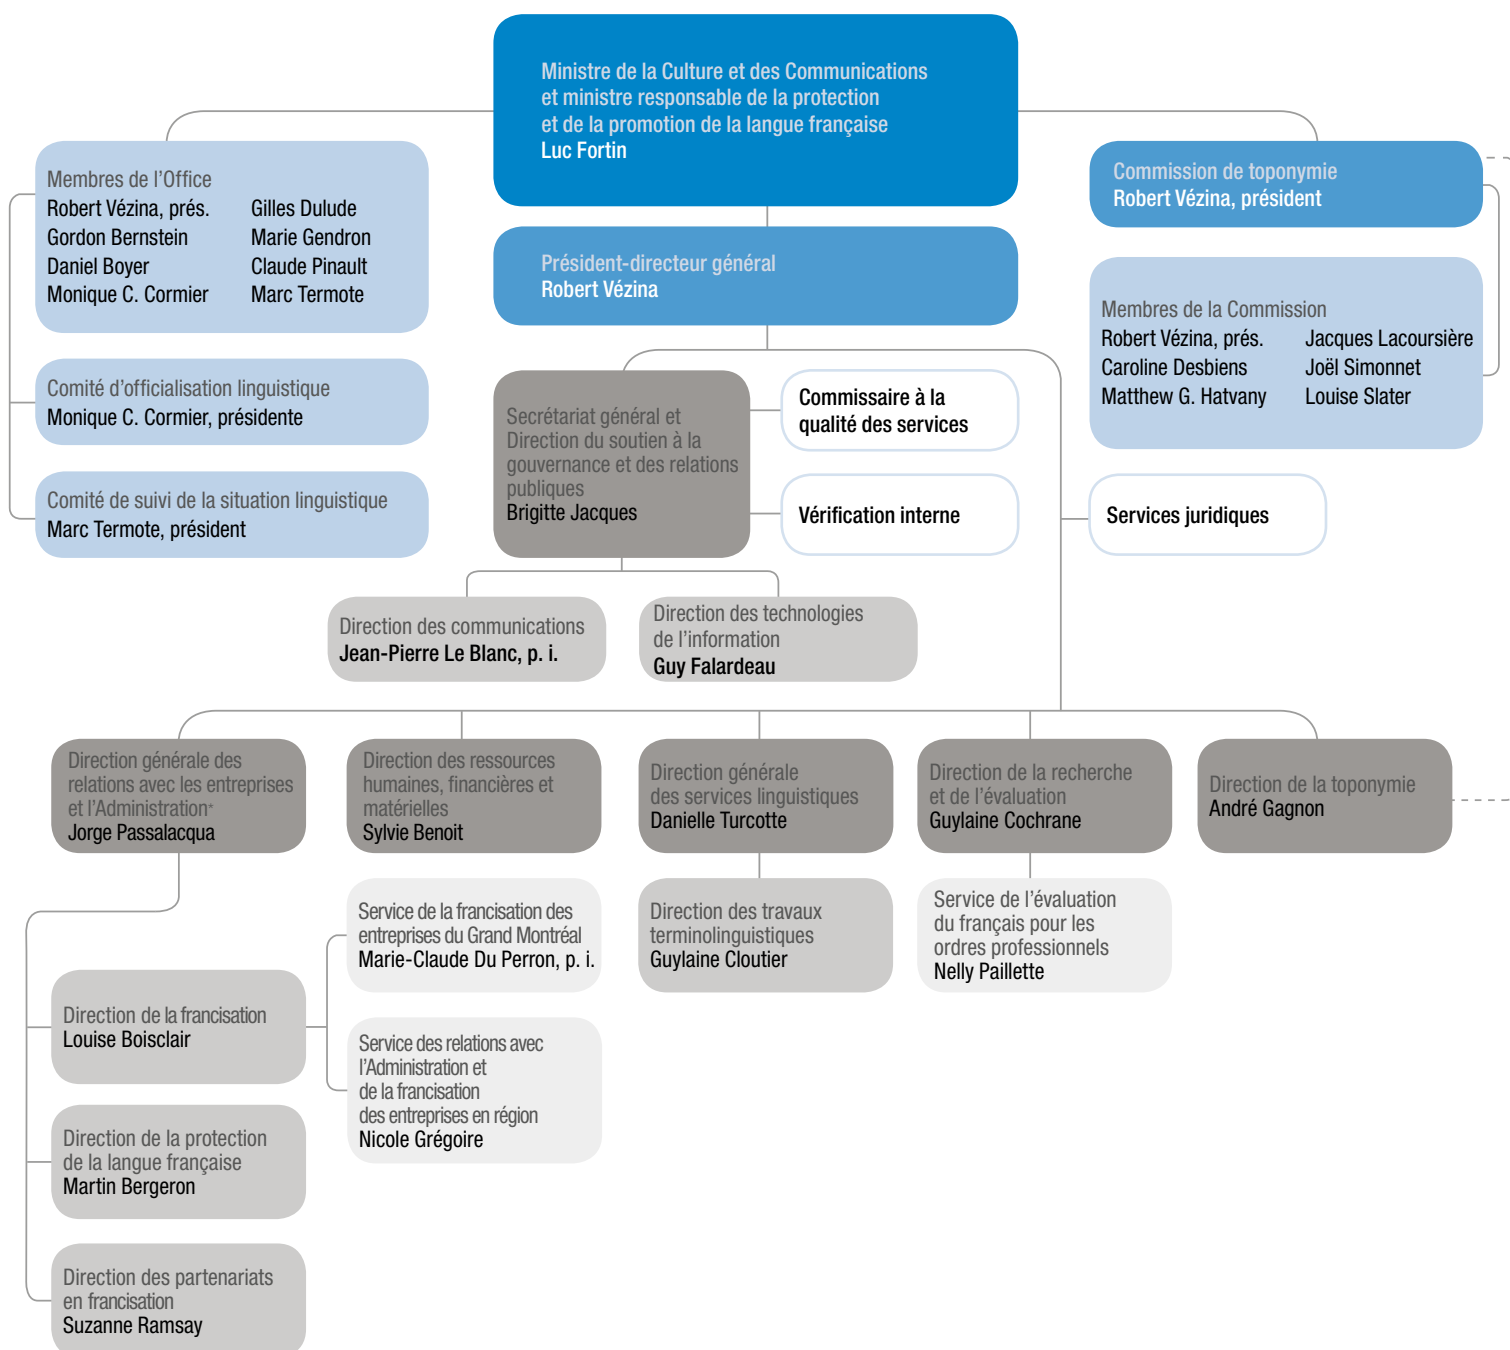 Ministre de la Culture et des Communications
et ministre responsable de la protection
et de la promotion de la langue française
Luc Fortin
Membres de l’Office
Robert Vézina, prés.
Gordon Bernstein
Daniel Boyer
Monique C. Cormier
Gilles Dulude
Marie Gendron
Claude Pinault
Marc Termote
Commission de toponymie
Robert Vézina, président
Président-directeur général
Robert Vézina
Membres de la Commission
Robert Vézina, prés.
Caroline Desbiens
Matthew G. Hatvany
Jacques Lacoursière
Joël Simonnet
Louise Slater
Comité d’officialisation linguistique
Monique C. Cormier, présidente
Comité de suivi de la situation linguistique
Marc Termote, président
Secrétariat général et
Direction du soutien à la
gouvernance et des relations
publiques
Brigitte Jacques
Commissaire à la
qualité des services
Vérification interne
Services juridiques
Direction des communications
Jean-Pierre Le Blanc, p. i.
Direction des technologies
de l’information
Guy Falardeau
Direction générale des
relations avec les entreprises
et l’Administration*
Jorge Passalacqua
Direction des ressources
humaines, financières et
matérielles
Sylvie Benoit
Direction générale
des services linguistiques
Danielle Turcotte
Direction de la recherche
et de l’évaluation
Guylaine Cochrane
Direction de la toponymie
André Gagnon
Service de la francisation des
entreprises du Grand Montréal
Marie-Claude Du Perron, p. i.
Direction des travaux
terminolinguistiques
Guylaine Cloutier
Service de l’évaluation
du français pour les
ordres professionnels
Nelly Paillette
Direction de la francisation
Louise Boisclair
Service des relations avec
l’Administration et
de la francisation
des entreprises en région
Nicole Grégoire
Direction de la protection
de la langue française
Martin Bergeron
Direction des partenariats
en francisation
Suzanne Ramsay